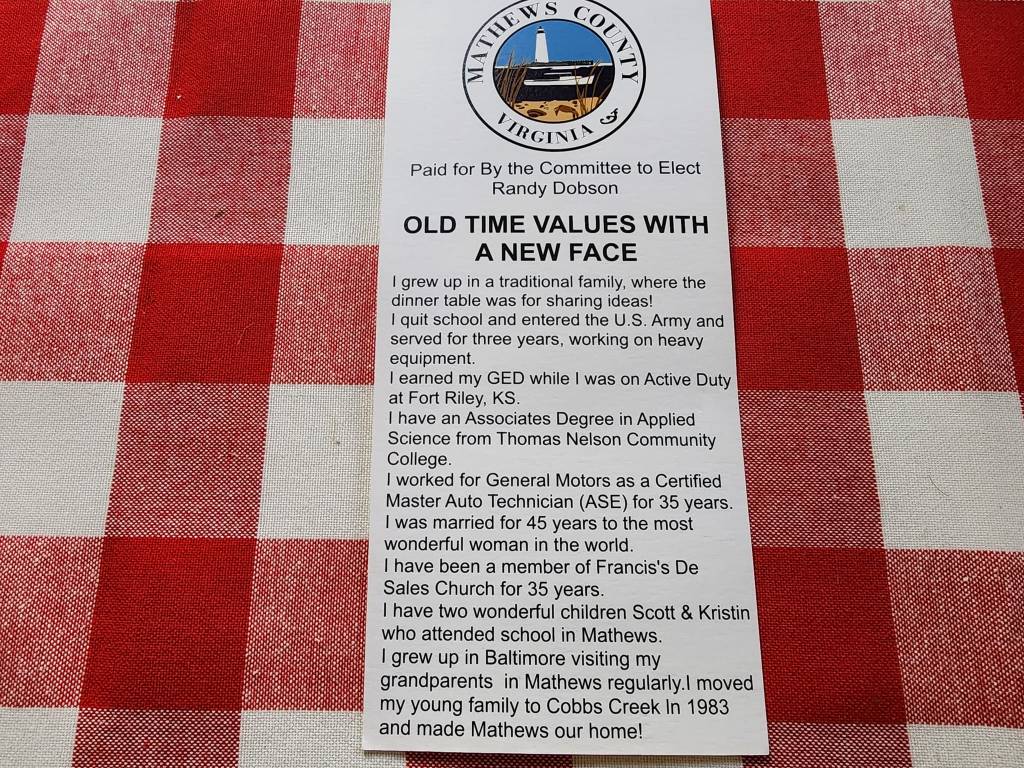 MATHEWS COUNTY
VIRGINIA
Paid for By the Committee to Elect
Randy Dobson
OLD TIME VALUES WITH
A NEW FACE
I grew up in a traditional family, where the
dinner table was for sharing ideas!
I quit school and entered the U.S. Army and
served for three years, working on heavy
equipment.
I earned my GED while I was on Active Duty
at Fort Riley, KS.
I have an Associates Degree in Applied
Science from Thomas Nelson Community
College.
I worked for General Motors as a Certified
Master Auto Technician (ASE) for 35 years.
I was married for 45 years to the most
wonderful woman in the world.
I have been a member of Francis's De
Sales Church for 35 years.
I have two wonderful children Scott & Kristin
who attended school in Mathews.
I grew up in Baltimore visiting my
grandparents in Mathews regularly.I moved
my young family to Cobbs Creek In 1983
and made Mathews our home!